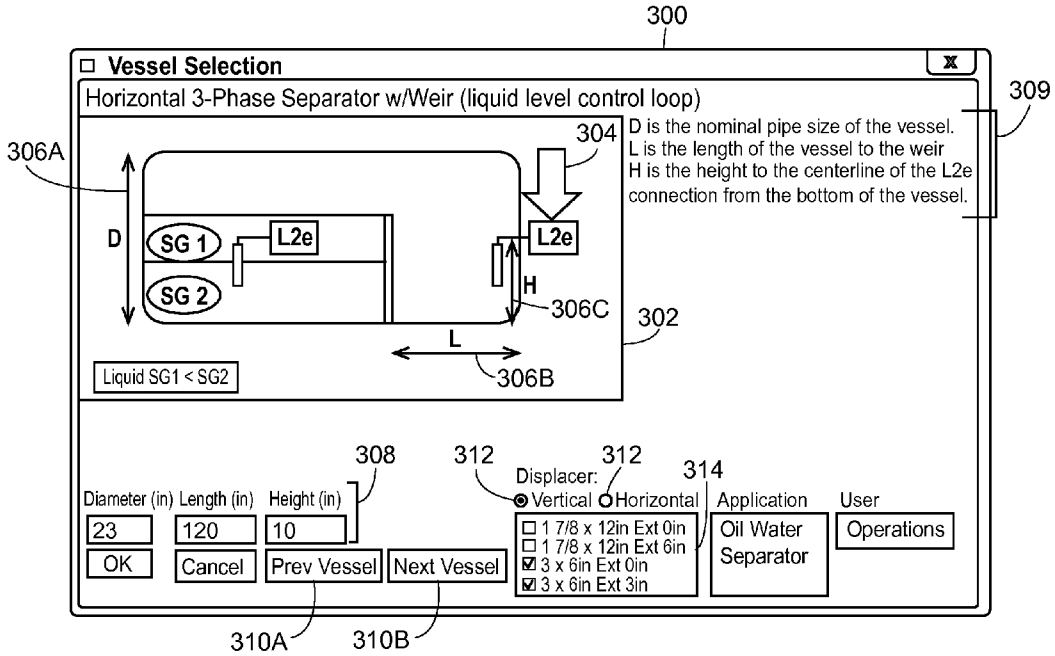 300
Vessel Selection
X
Horizontal 3-Phase Separator w/Weir (liquid level control loop)
309
306A
304
D is the nominal pipe size of the vessel.
L is the length of the vessel to the weir
H is the height to the centerline of the L2e
connection from the bottom of the vessel.
D
SG 1
L2e
L2e
SG 2
H
306C
302
L
306B
Liquid SG1 < SG2
308
312
312
314
Displacer:
Vertical
Horizontal
Diameter (in)
Length (in)
Height (in)
Application
User
23
120
10
1 7/8 x 12in Ext 0in
1 7/8 x 12in Ext 6in
3 x 6in Ext 0in
3 x 6in Ext 3in
Oil Water
Separator
Operations
OK
Cancel
Prev Vessel
Next Vessel
310A
310B